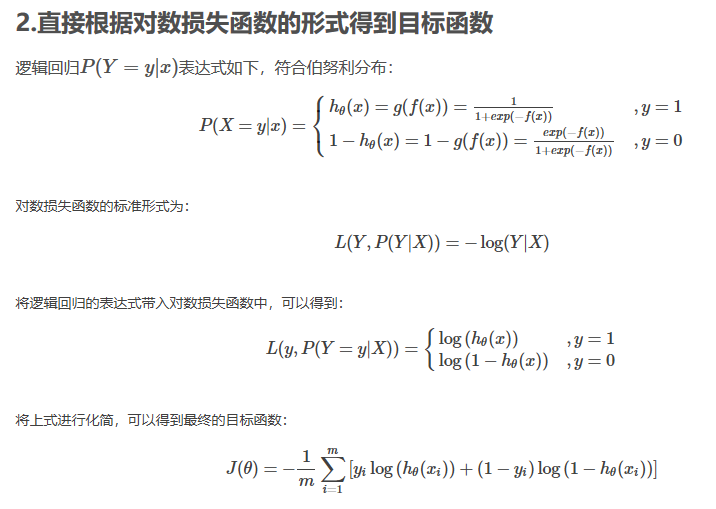 2.直接根据对数损失函数的形式得到目标函数
逻辑回归P(Y = y|x)表达式如下，符合伯努利分布：
P(X = y|x) = { h_θ(x) = g(f(x)) = \frac{1}{1+exp(−f(x))} , y = 1
1 − h_θ(x) = 1 − g(f(x)) = \frac{exp(−f(x))}{1+exp(−f(x))} , y = 0
对数损失函数的标准形式为：
L(Y, P(Y|X)) = − log(Y|X)
将逻辑回归的表达式带入对数损失函数中，可以得到：
L(y, P(Y = y|X)) = { log (h_θ(x)) , y = 1
log (1 − h_θ(x)) , y = 0
将上式进行化简，可以得到最终的目标函数：
J(θ) = −\frac{1}{m} \sum_{i=1}^{m} [y_i log (h_θ(x_i)) + (1 − y_i) log (1 − h_θ(x_i))]